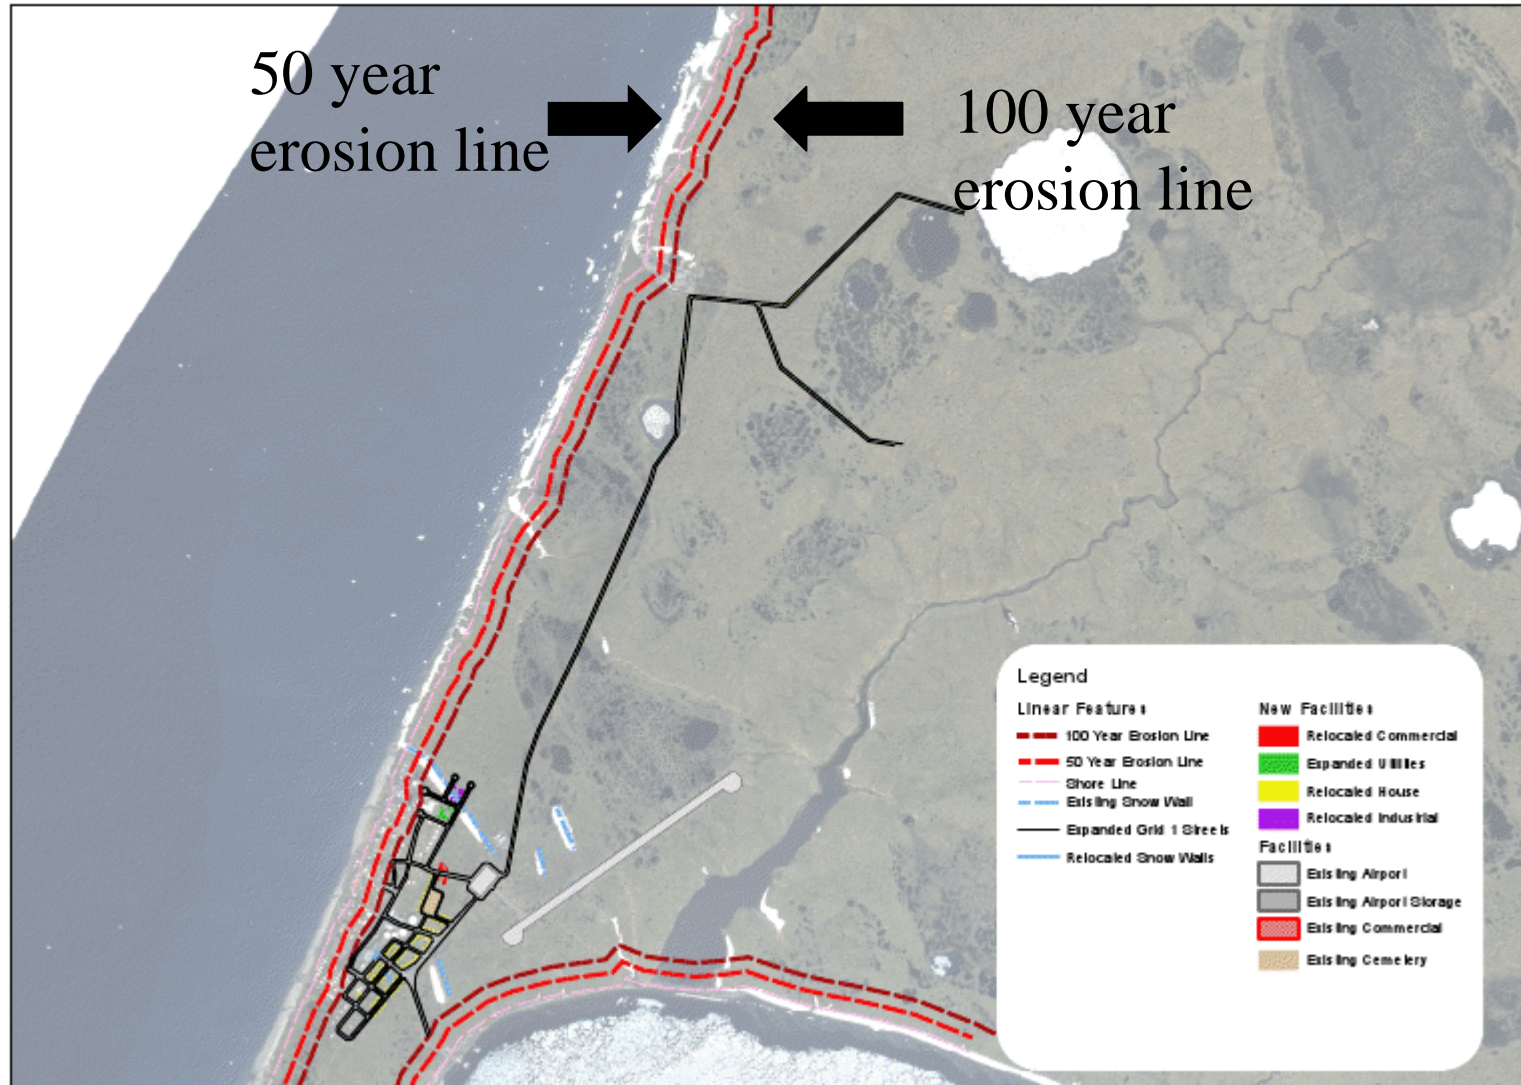 50 year
erosion line
100 year
erosion line
Legend
Linear Features
100 Year Erosion Line
50 Year Erosion Line
Shore Line
Existing Snow Wall
Expanded Grid 1 Streets
Relocated Snow Walls
New Facilities
Relocated Commercial
Expanded Utilities
Relocated House
Relocated Industrial
Facilities
Existing Airport
Existing Airport Storage
Existing Commercial
Existing Cemetery